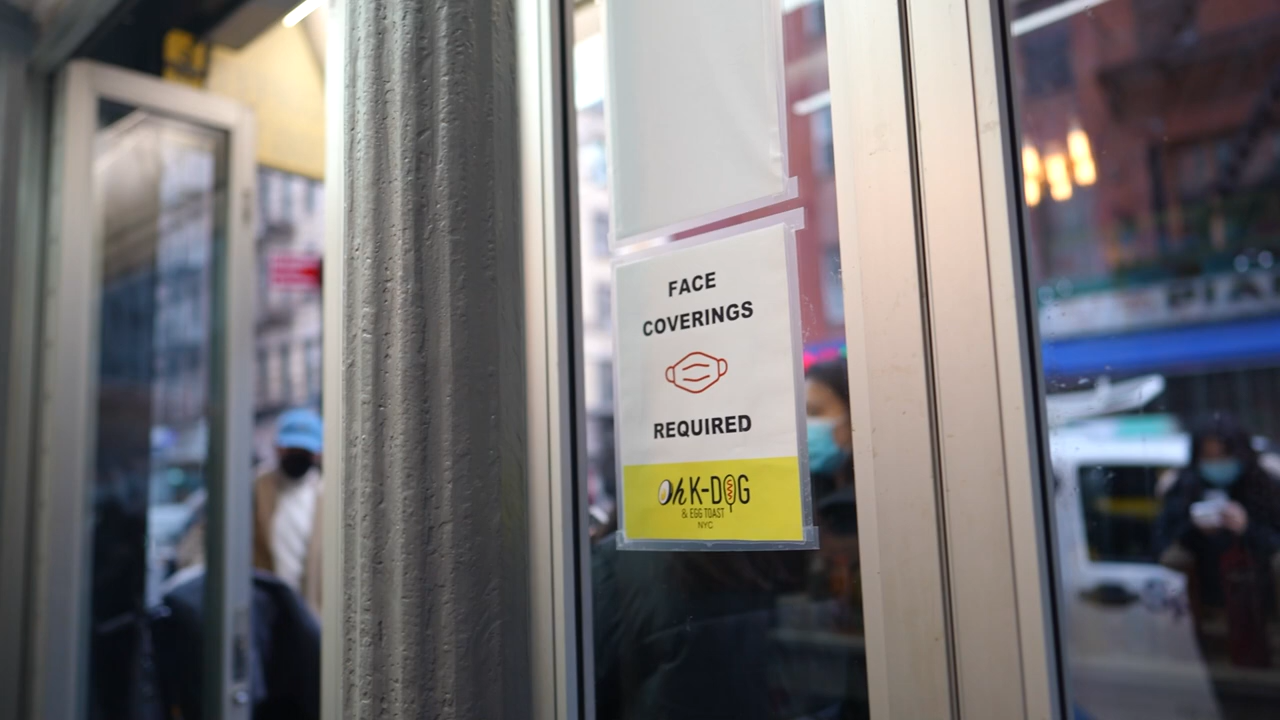 FACE
COVERINGS
REQUIRED
Oh K-DOG
& EGG TOAST
NYC